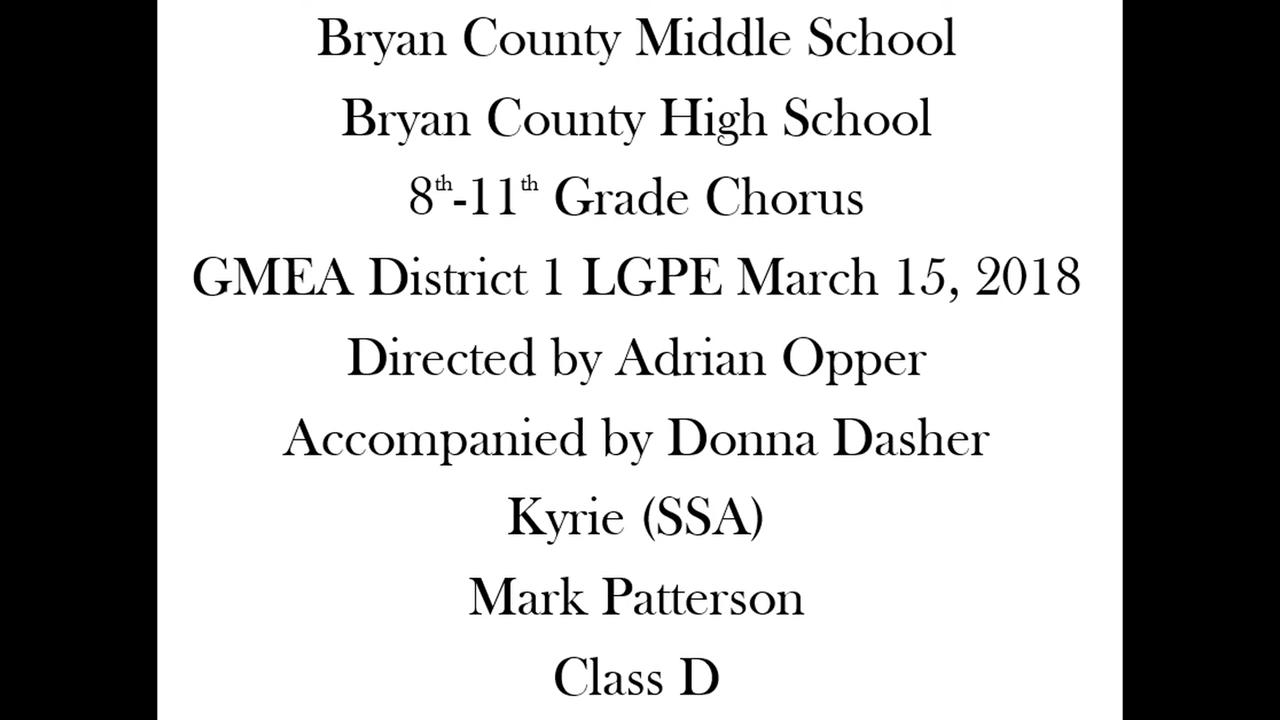 Bryan County Middle School
Bryan County High School
8th-11th Grade Chorus
GMEA District 1 LGPE March 15, 2018
Directed by Adrian Opper
Accompanied by Donna Dasher
Kyrie (SSA)
Mark Patterson
Class D